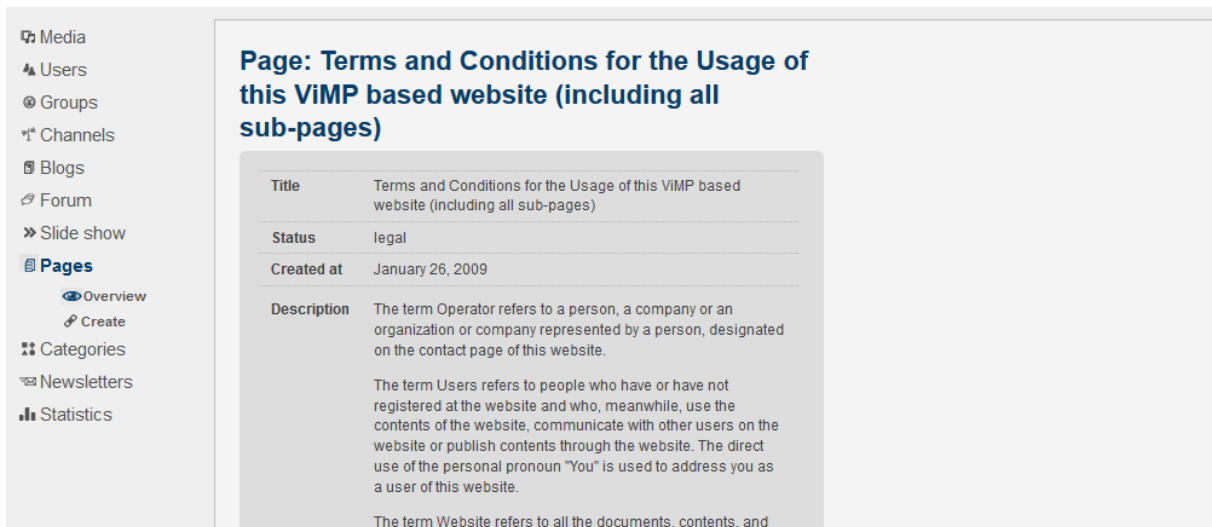 Media
Users
Groups
Channels
Blogs
Forum
Slide show
Pages
Overview
Create
Categories
Newsletters
Statistics
Page: Terms and Conditions for the Usage of
this ViMP based website (including all
sub-pages)
Title Terms and Conditions for the Usage of this ViMP based
website (including all sub-pages)
Status legal
Created at January 26, 2009
Description The term Operator refers to a person, a company or an
organization or company represented by a person, designated
on the contact page of this website.
The term Users refers to people who have or have not
registered at the website and who, meanwhile, use the
contents of the website, communicate with other users on the
website or publish contents through the website. The direct
use of the personal pronoun "You" is used to address you as
a user of this website.
The term Website refers to all the documents, contents, and